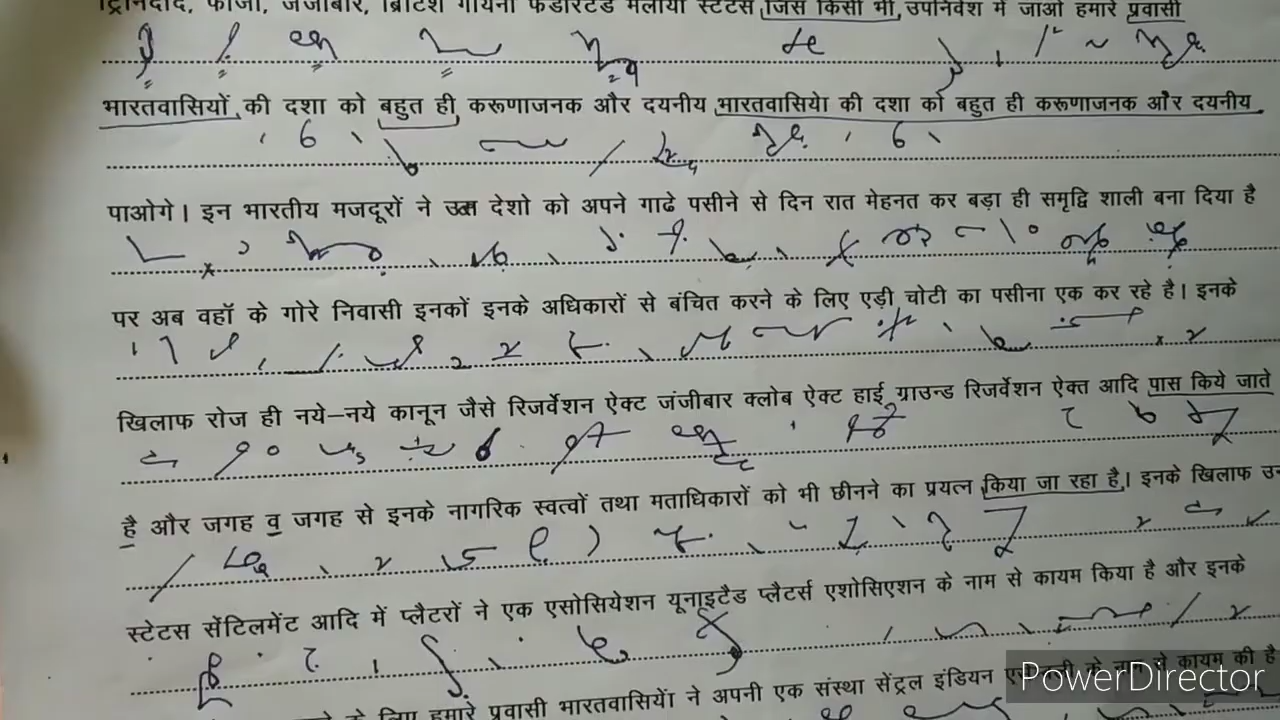 ट्रिनिदाद, फीजी, जंजीबार, ब्रिटिश गायना फेडरेटेड मलाया स्टेटस जिस किसी भी उपनिवेश में जाओ हमारे प्रवासी
भारतवासियों की दशा को बहुत ही करूणाजनक और दयनीय भारतवासियो की दशा को बहुत ही करूणाजनक और दयनीय
पाओगे। इन भारतीय मजदूरों ने उक्त देशो को अपने गाढे पसीने से दिन रात मेहनत कर बड़ा ही समृद्वि शाली बना दिया है
पर अब वहॉ के गोरे निवासी इनकों इनके अधिकारों से बंचित करने के लिए एड़ी चोटी का पसीना एक कर रहे है। इनके
खिलाफ रोज ही नये–नये कानून जैसे रिजर्वेशन ऐक्ट जंजीबार क्लोब ऐक्ट हाई ग्राउन्ड रिजर्वेशन ऐक्त आदि पास किये जाते
है और जगह व जगह से इनके नागरिक स्वत्वों तथा मताधिकारों को भी छीनने का प्रयत्न किया जा रहा है। इनके खिलाफ
स्टेटस सेंटिलमेंट आदि में प्लैटरों ने एक एसोसियेशन यूनाइटैड प्लैटर्स एशोसिएशन के नाम से कायम किया है और इनके
के लिए हमारे प्रवासी भारतवासियों ने अपनी एक संस्था सेंट्रल इंडियन के नाम से कायम की है
PowerDirector